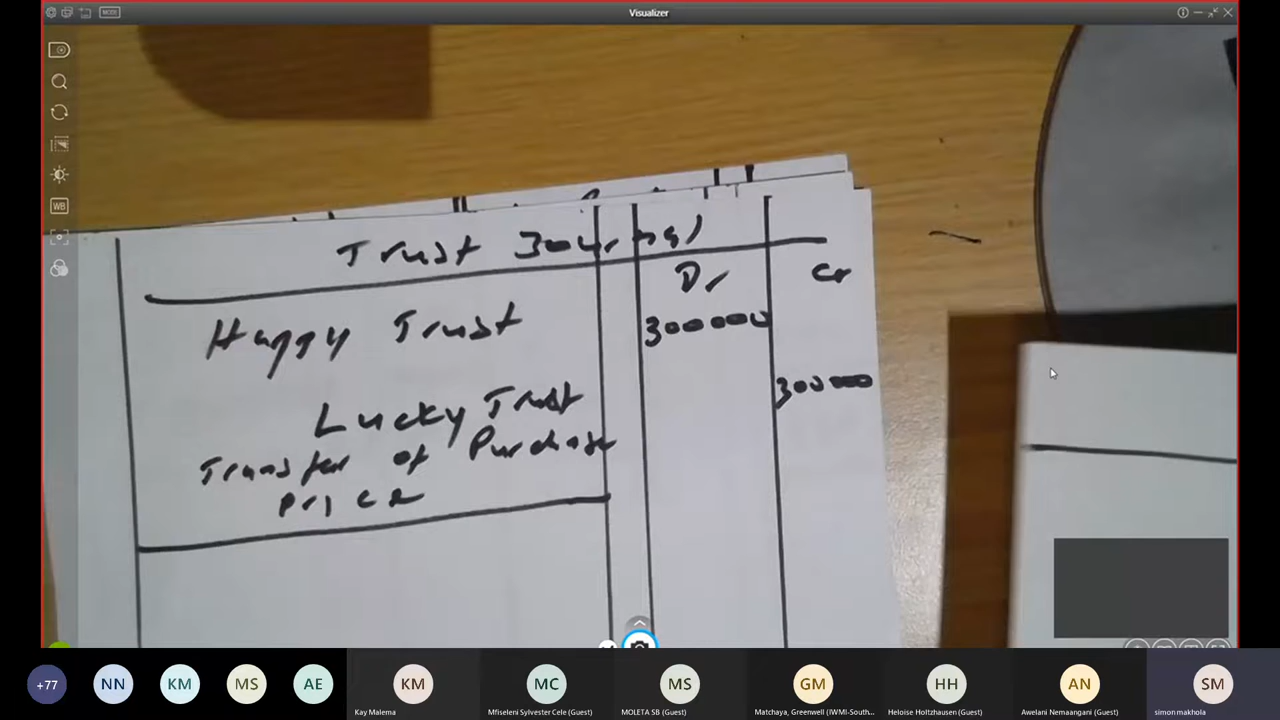 Visualizer
MODE
WB
Trust Journal
Dr Cr
Happy Trust 300000
Lucky Trust 300000
Transfer of Purchase
Price
+77
NN
KM
MS
AE
KM
Kay Malema
MC
Mfiseleni Sylvester Cele (Guest)
MS
MOLETA SB (Guest)
GM
Matchaya, Greenwell (IWMI-South...
HH
Heloise Holtzhausen (Guest)
AN
Awelani Nemaangani (Guest)
SM
simon makhola